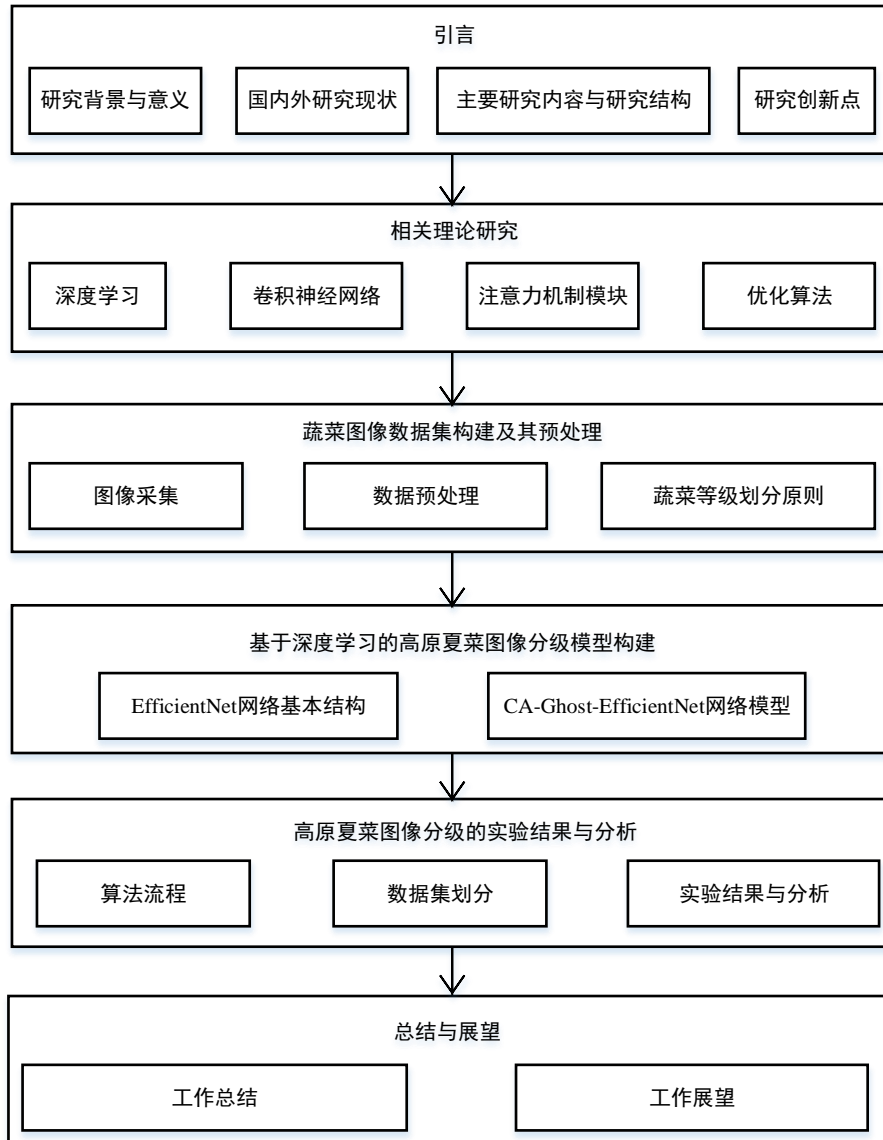 引言
研究背景与意义
国内外研究现状
主要研究内容与研究结构
研究创新点
相关理论研究
深度学习
卷积神经网络
注意力机制模块
优化算法
蔬菜图像数据集构建及其预处理
图像采集
数据预处理
蔬菜等级划分原则
基于深度学习的高原夏菜图像分级模型构建
EfficientNet网络基本结构
CA-Ghost-EfficientNet网络模型
高原夏菜图像分级的实验结果与分析
算法流程
数据集划分
实验结果与分析
总结与展望
工作总结
工作展望